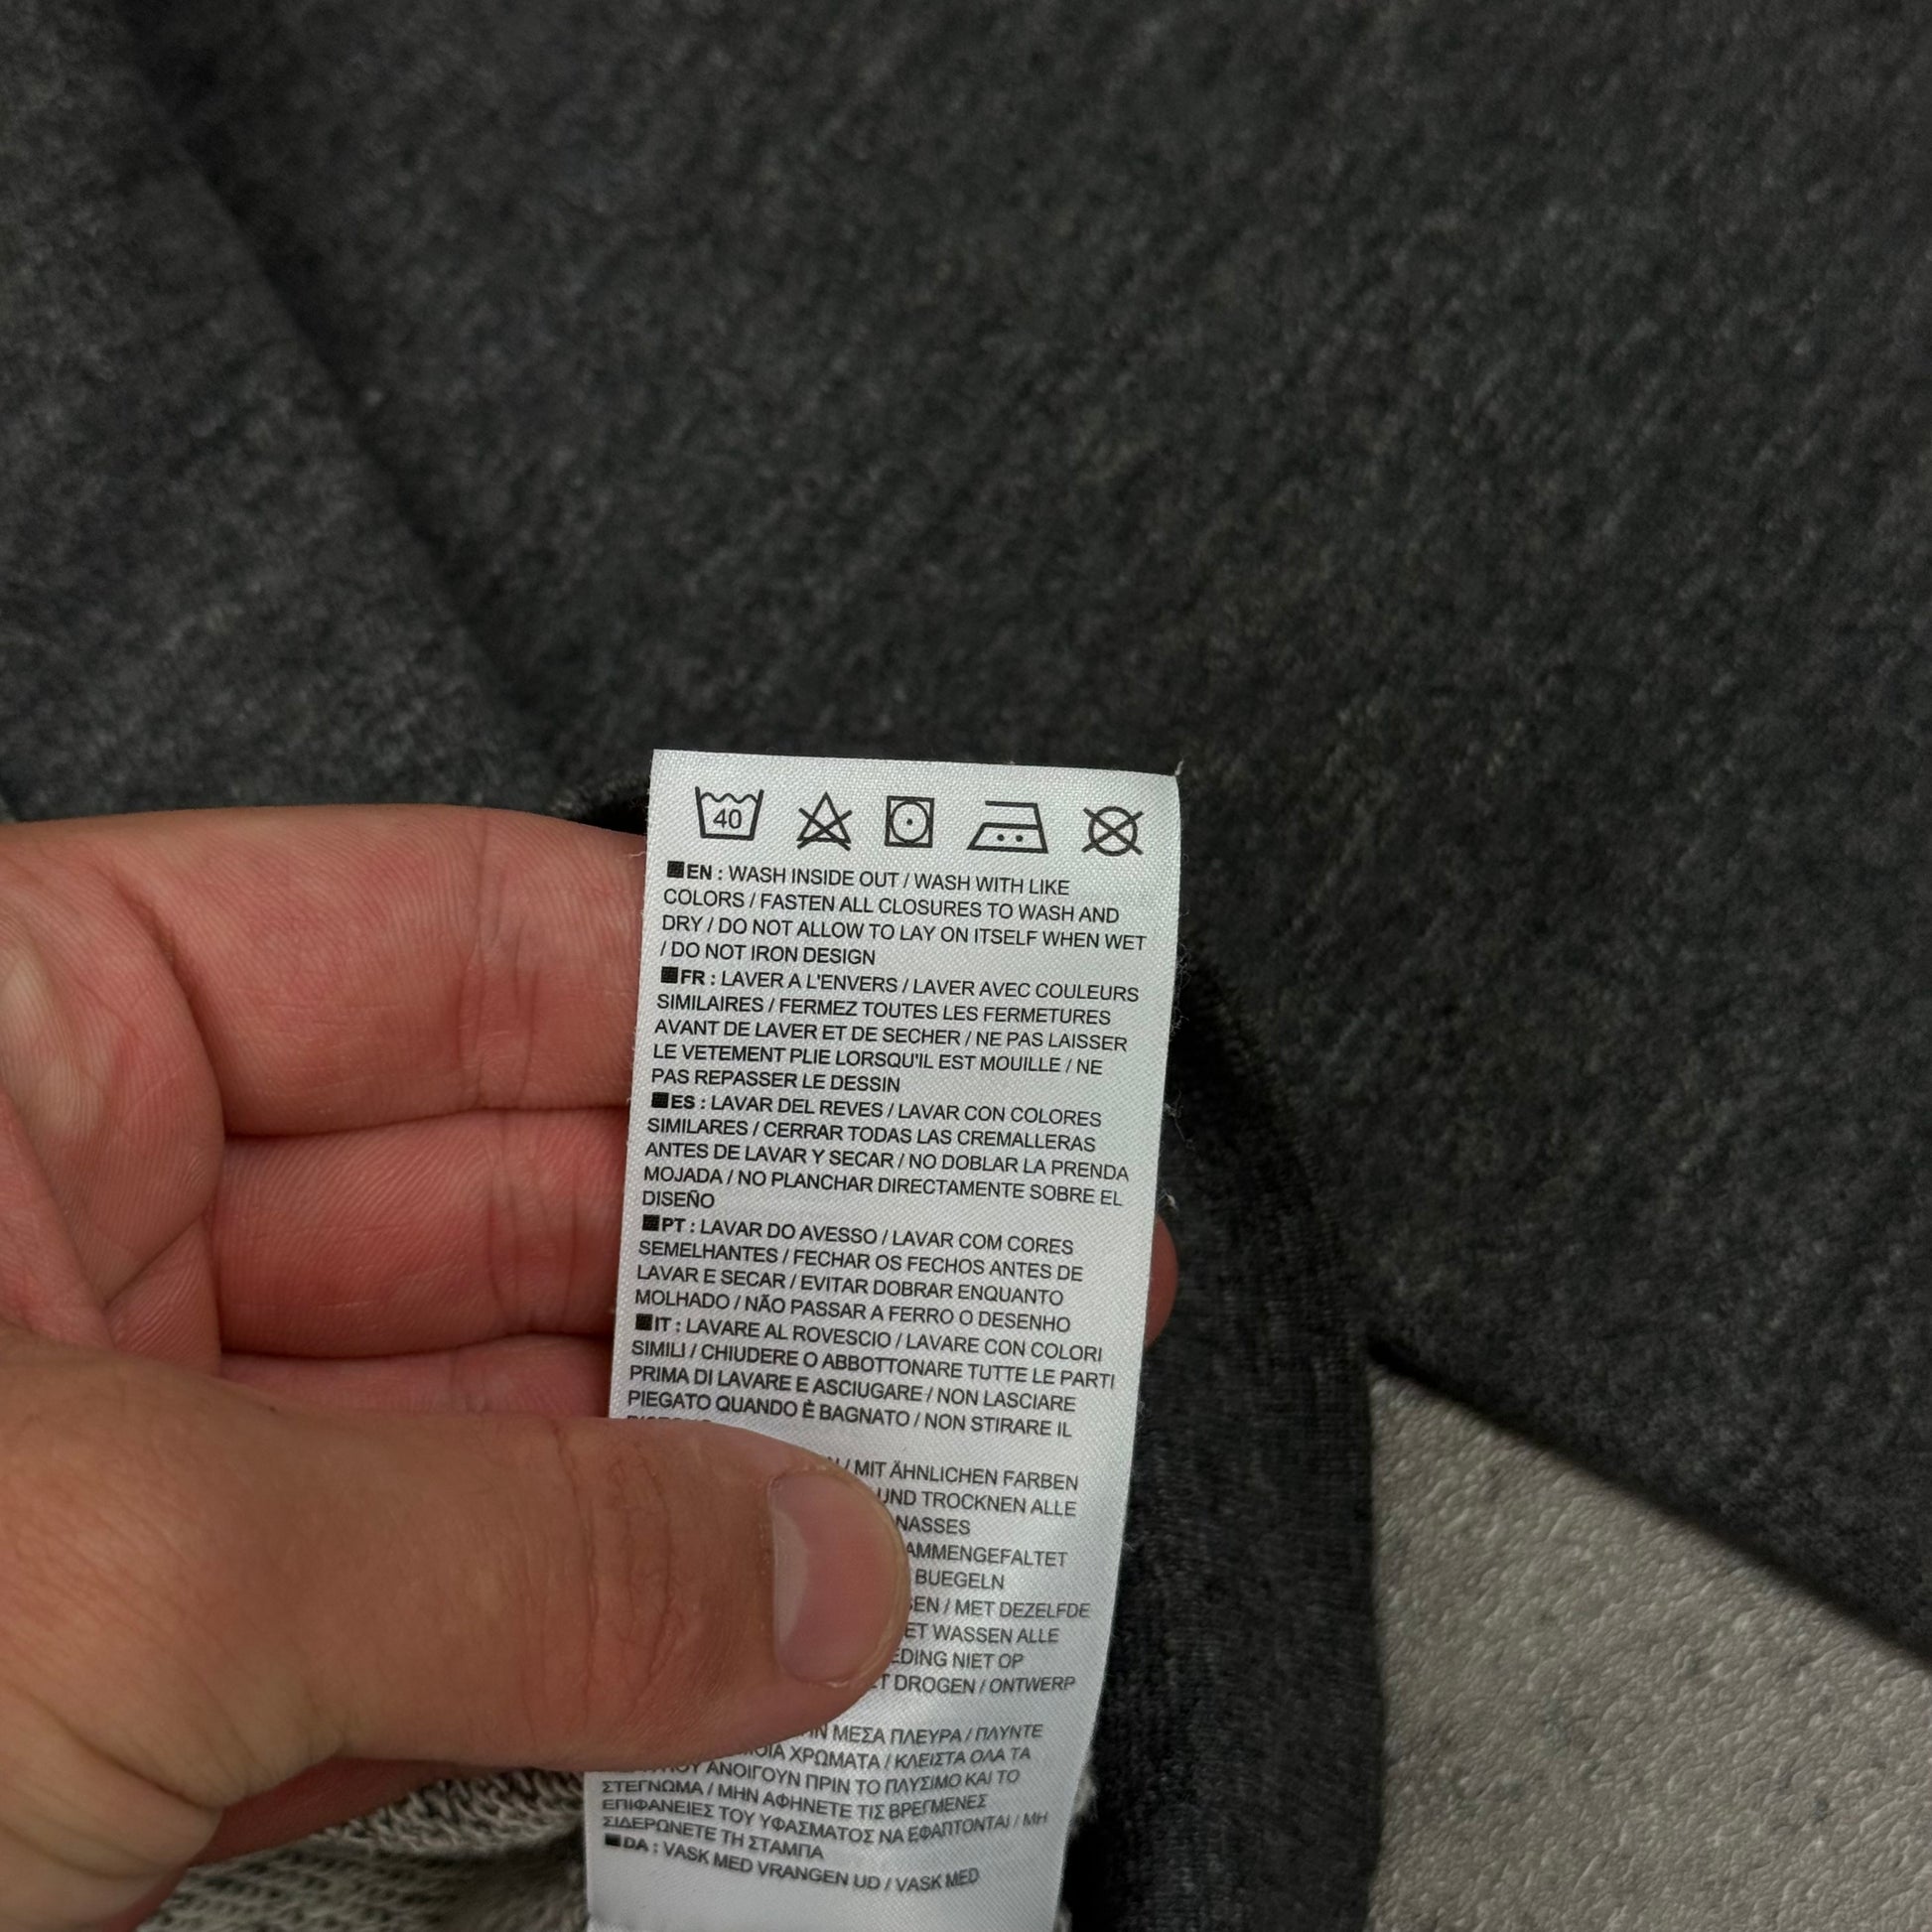 40
EN : WASH INSIDE OUT / WASH WITH LIKE
COLORS / FASTEN ALL CLOSURES TO WASH AND
DRY / DO NOT ALLOW TO LAY ON ITSELF WHEN WET
/ DO NOT IRON DESIGN
FR : LAVER A L'ENVERS / LAVER AVEC COULEURS
SIMILAIRES / FERMEZ TOUTES LES FERMETURES
AVANT DE LAVER ET DE SECHER / NE PAS LAISSER
LE VETEMENT PLIE LORSQU'IL EST MOUILLE / NE
PAS REPASSER LE DESSIN
ES : LAVAR DEL REVES / LAVAR CON COLORES
SIMILARES / CERRAR TODAS LAS CREMALLERAS
ANTES DE LAVAR Y SECAR / NO DOBLAR LA PRENDA
MOJADA / NO PLANCHAR DIRECTAMENTE SOBRE EL
DISEÑO
PT : LAVAR DO AVESSO / LAVAR COM CORES
SEMELHANTES / FECHAR OS FECHOS ANTES DE
LAVAR E SECAR / EVITAR DOBRAR ENQUANTO
MOLHADO / NÃO PASSAR A FERRO O DESENHO
IT : LAVARE AL ROVESCIO / LAVARE CON COLORI
SIMILI / CHIUDERE O ABBOTTONARE TUTTE LE PARTI
PRIMA DI LAVARE E ASCIUGARE / NON LASCIARE
PIEGATO QUANDO È BAGNATO / NON STIRARE IL
/ MIT ÄHNLICHEN FARBEN
UND TROCKNEN ALLE
NASSES
AMMENGEFALTET
BUEGELN
/ MET DEZELFDE
WASSEN ALLE
NIET OP
DROGEN / ONTWERP
ΜΕΣΑ ΠΛΕΥΡΑ / ΠΛΥΝΤΕ
ΧΡΩΜΑΤΑ / ΚΛΕΙΣΤΑ ΟΛΑ ΤΑ
ΑΝΟΙΓΟΥΝ ΠΡΙΝ ΤΟ ΠΛΥΣΙΜΟ ΚΑΙ ΤΟ
ΣΤΕΓΝΩΜΑ / ΜΗΝ ΑΦΗΝΕΤΕ ΤΙΣ ΒΡΕΓΜΕΝΕΣ
ΕΠΙΦΑΝΕΙΕΣ ΤΟΥ ΥΦΑΣΜΑΤΟΣ ΝΑ ΕΦΑΠΤΟΝΤΑΙ / ΜΗ
ΣΙΔΕΡΩΝΕΤΕ ΤΗ ΣΤΑΜΠΑ
DA : VASK MED VRANGEN UD / VASK MED